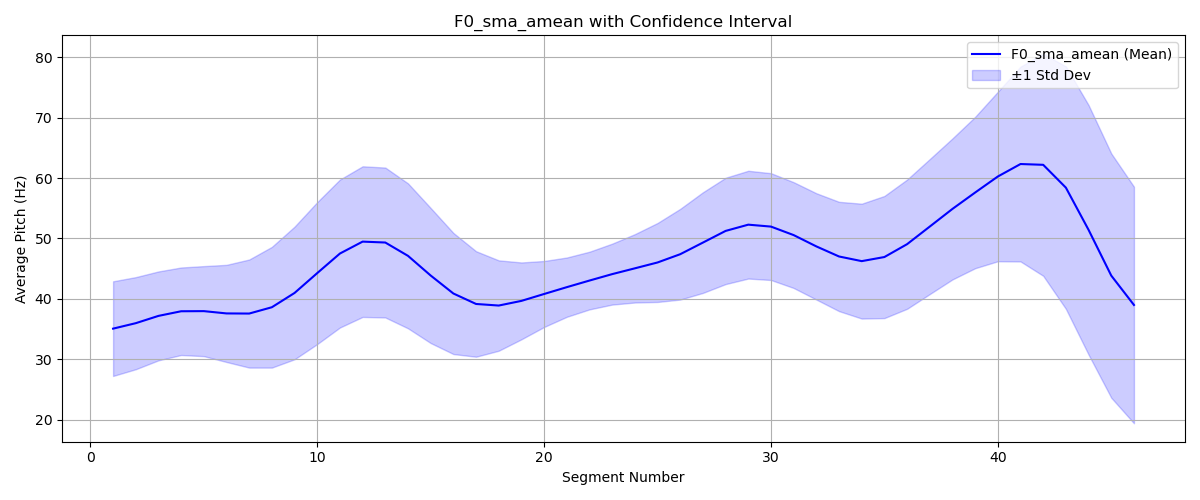 F0_sma_amean with Confidence Interval
F0_sma_amean (Mean)
±1 Std Dev
Average Pitch (Hz)
80
70
60
50
40
30
20
0 10 20 30 40
Segment Number